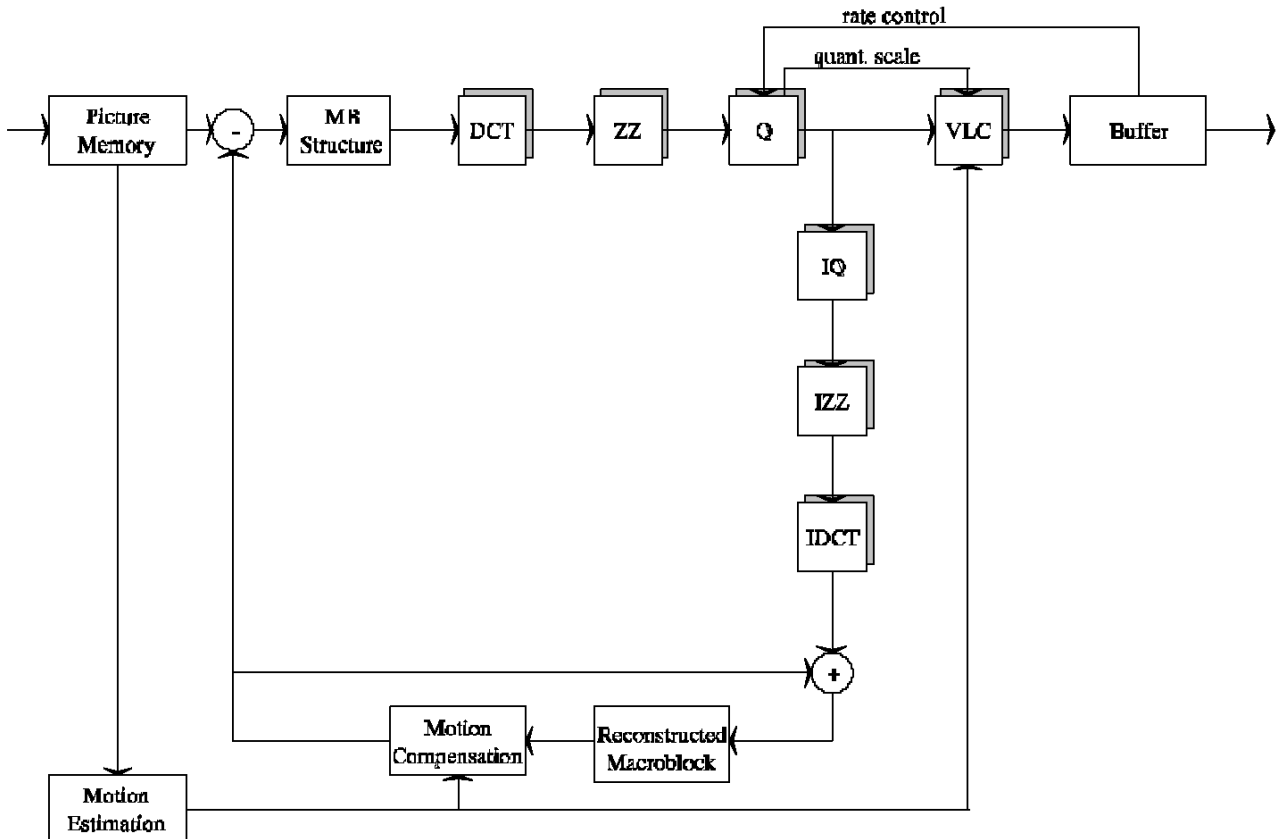 rate control
quant. scale
Picture
Memory
-
MB
Structure
DCT
ZZ
Q
VLC
Buffer
IQ
IZZ
IDCT
+
Motion
Compensation
Reconstructed
Macroblock
Motion
Estimation